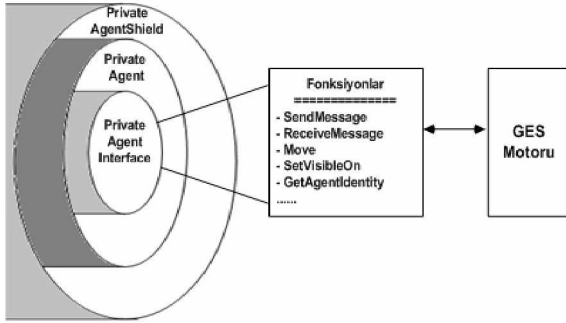 Private
AgentShield
Private
Agent
Private
Agent
Interface
Fonksiyonlar
==============
- SendMessage
- ReceiveMessage
- Move
- SetVisibleOn
- GetAgentIdentity
......
GES
Motoru